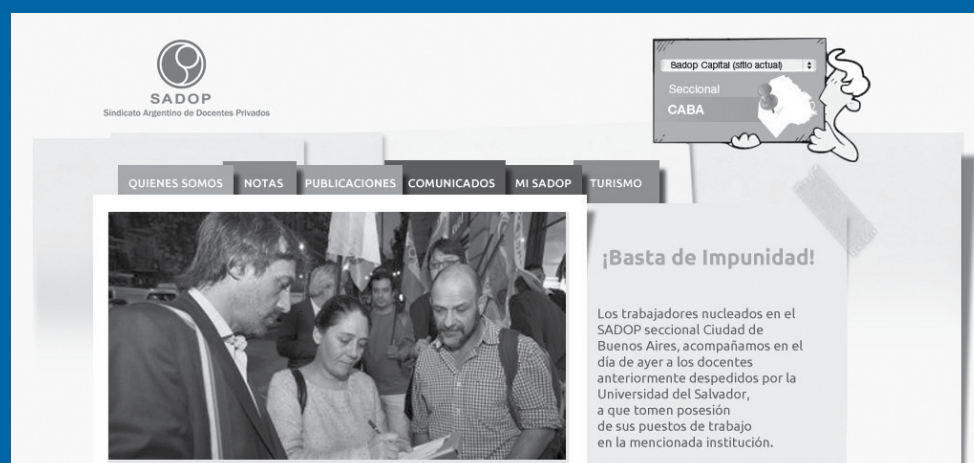 SADOP
Sindicato Argentino de Docentes Privados
Sadop Capital (sitio actual)
Seccional
CABA
QUIENES SOMOS NOTAS PUBLICACIONES COMUNICADOS MI SADOP TURISMO
¡Basta de Impunidad!
Los trabajadores nucleados en el
SADOP seccional Ciudad de
Buenos Aires, acompañamos en el
día de ayer a los docentes
anteriormente despedidos por la
Universidad del Salvador,
a que tomen posesión
de sus puestos de trabajo
en la mencionada institución.